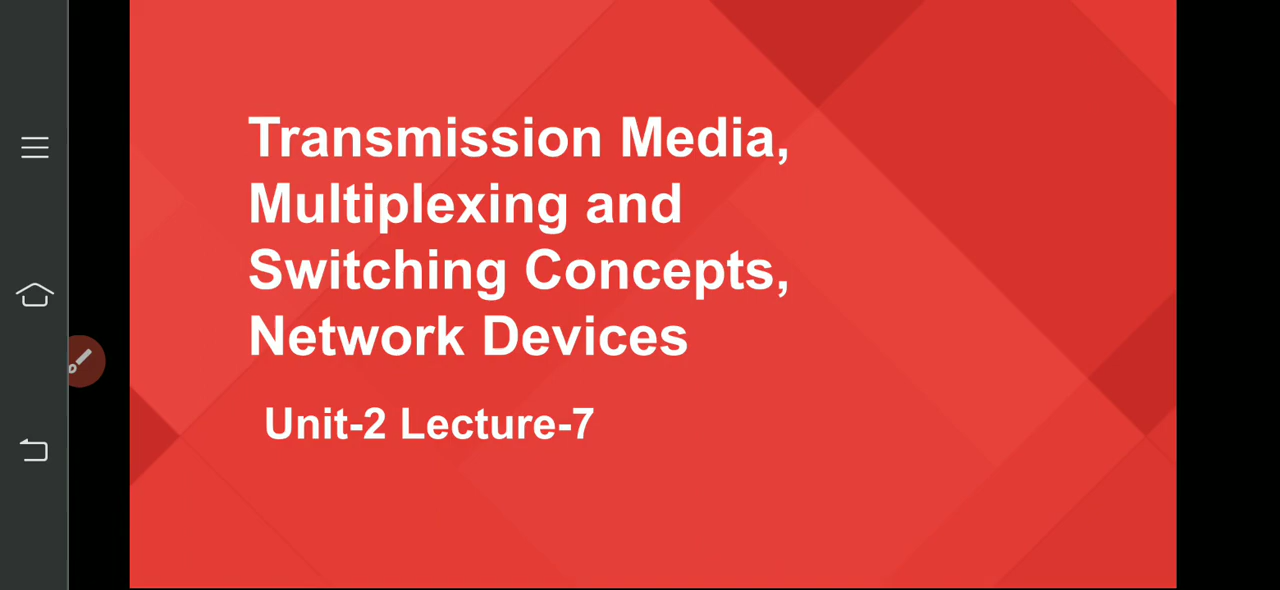 Transmission Media,
Multiplexing and
Switching Concepts,
Network Devices
Unit-2 Lecture-7